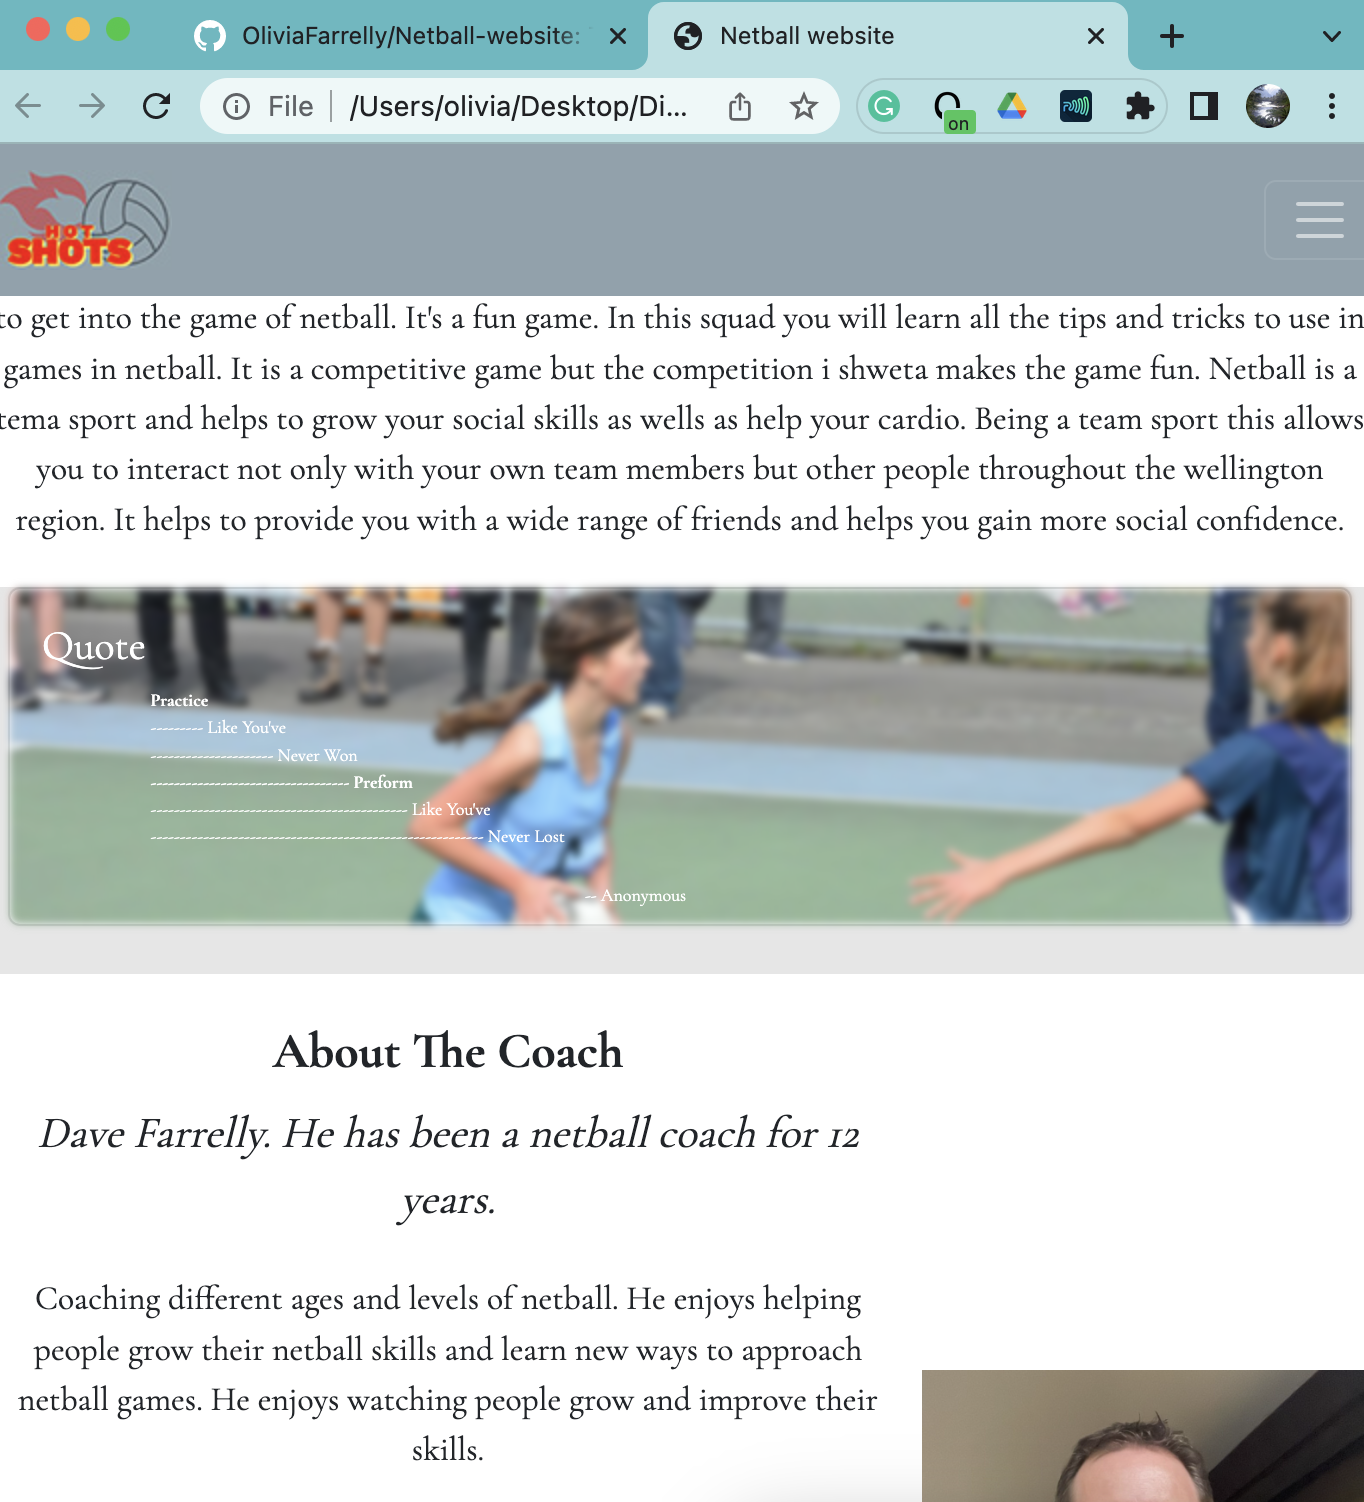 OliviaFarrelly/Netball-website:
Netball website
File /Users/olivia/Desktop/Di...
on
HOT
SHOTS
to get into the game of netball. It's a fun game. In this squad you will learn all the tips and tricks to use in
games in netball. It is a competitive game but the competition i shweta makes the game fun. Netball is a
tema sport and helps to grow your social skills as wells as help your cardio. Being a team sport this allows
you to interact not only with your own team members but other people throughout the wellington
region. It helps to provide you with a wide range of friends and helps you gain more social confidence.
Quote
Practice
--------- Like You've
--------------------- Never Won
---------------------------------- Preform
-------------------------------------------- Like You've
--------------------------------------------------------- Never Lost
-- Anonymous
About The Coach
Dave Farrelly. He has been a netball coach for 12
years.
Coaching different ages and levels of netball. He enjoys helping
people grow their netball skills and learn new ways to approach
netball games. He enjoys watching people grow and improve their
skills.